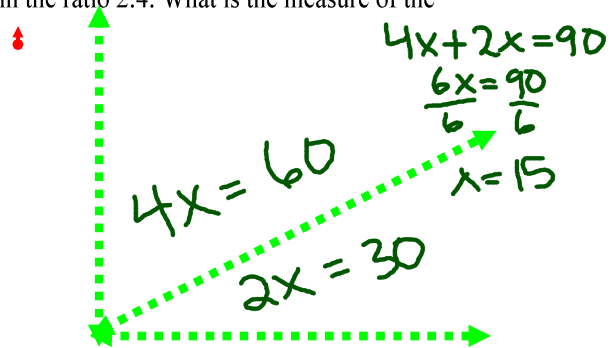 in the ratio 2:4. What is the measure of the
4x+2x=90
6x=90
6 6
x=15
4x=60
2x=30